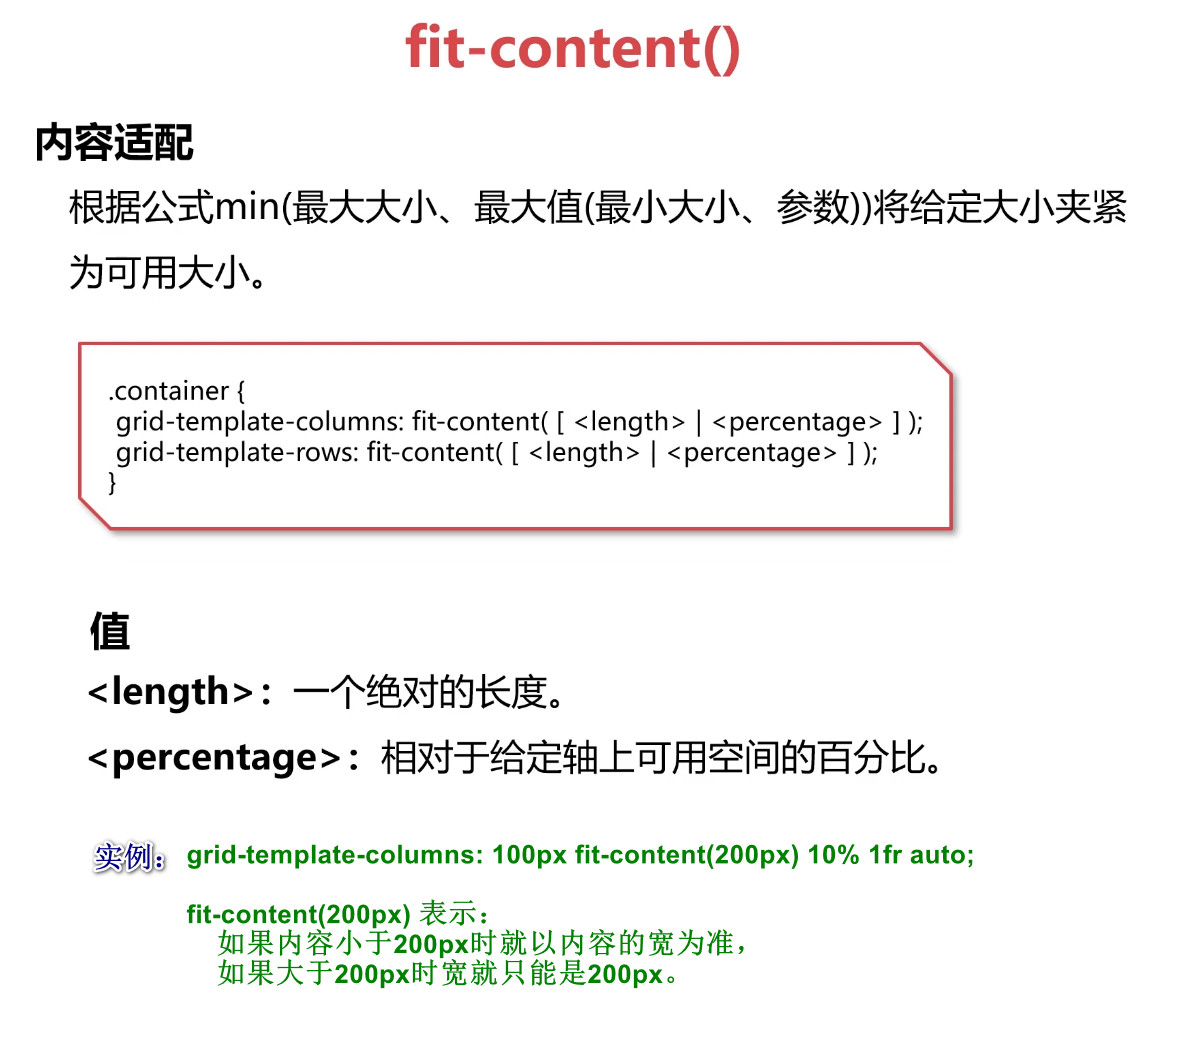 fit-content()
内容适配
根据公式min(最大大小、最大值(最小大小、参数))将给定大小夹紧
为可用大小。
.container {
grid-template-columns: fit-content( [ <length> | <percentage> ] );
grid-template-rows: fit-content( [ <length> | <percentage> ] );
}
值
<length>：一个绝对的长度。
<percentage>：相对于给定轴上可用空间的百分比。
实例： grid-template-columns: 100px fit-content(200px) 10% 1fr auto;
fit-content(200px) 表示：
如果内容小于200px时就以内容的宽为准，
如果大于200px时宽就只能是200px。